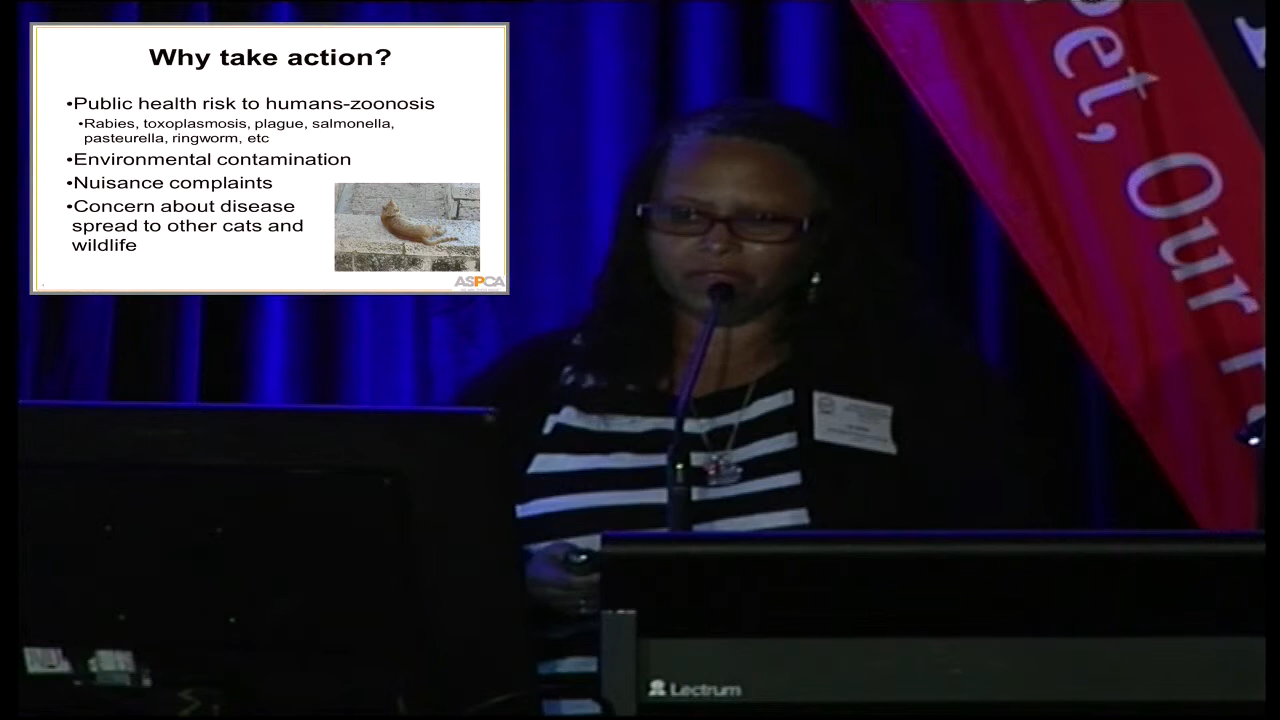 Why take action?
•Public health risk to humans-zoonosis
•Rabies, toxoplasmosis, plague, salmonella,
pasteurella, ringworm, etc
•Environmental contamination
•Nuisance complaints
•Concern about disease
spread to other cats and
wildlife
ASPCA
pet, Our
Lectrum